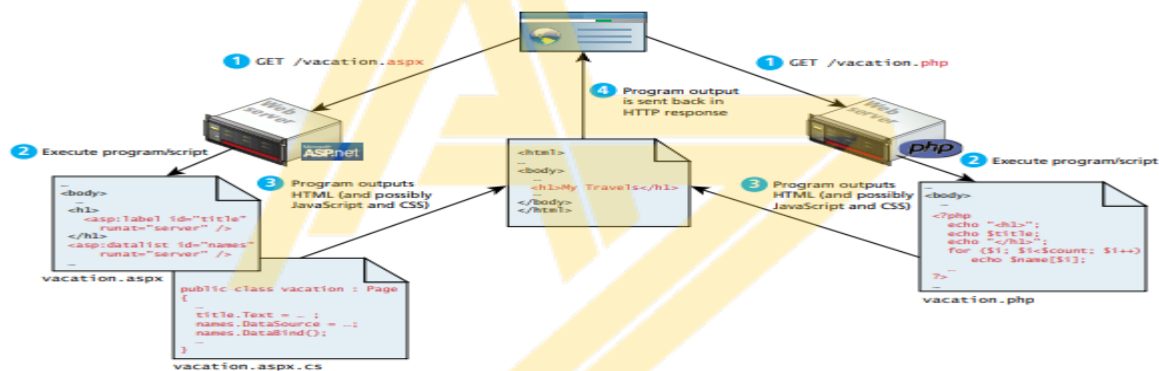 1 GET /vacation.aspx
1 GET /vacation.php
4 Program output
is sent back in
HTTP response
Web
server
Microsoft
ASP.net
Web
server
php
2 Execute program/script
2 Execute program/script
3 Program outputs
HTML (and possibly
JavaScript and CSS)
3 Program outputs
HTML (and possibly
JavaScript and CSS)
<html>
…
<body>
…
<h1>My Travels</h1>
…
</body>
</html>
…
<body>
…
<h1>
<asp:label id="title"
runat="server" />
</h1>
<asp:datalist id="names"
runat="server" />
…
vacation.aspx
public class vacation : Page
{
…
title.Text = … ;
names.DataSource = …;
names.DataBind();
…
}
vacation.aspx.cs
…
<body>
…
<?php
echo "<h1>";
echo $title;
echo "</h1>";
for ($i; $i<$count; $i++)
echo $name[$i];
…
?>
…
vacation.php